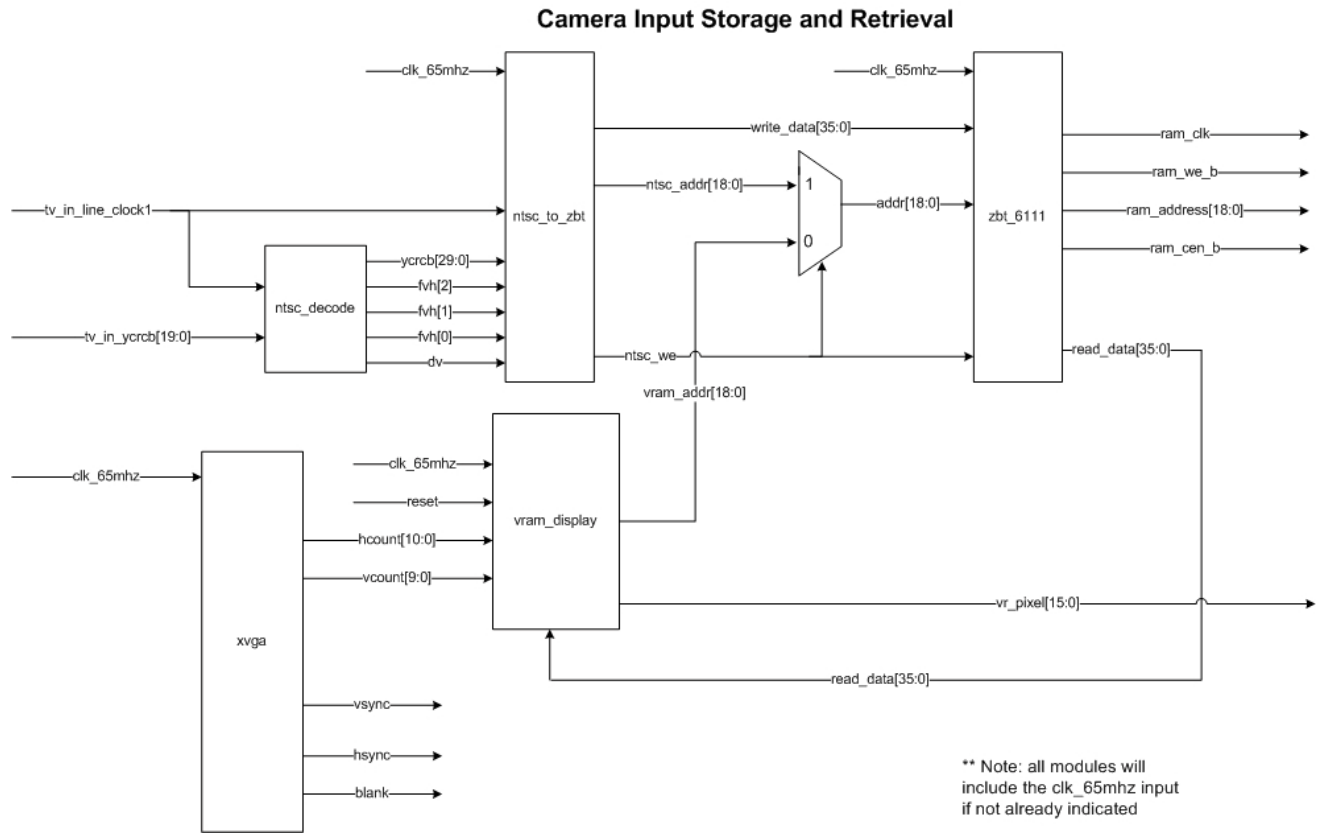 Camera Input Storage and Retrieval
clk_65mhz
clk_65mhz
write_data[35:0]
ram_clk
ram_we_b
ntsc_addr[18:0]
1
addr[18:0]
ram_address[18:0]
tv_in_line_clock1
ntsc_to_zbt
zbt_6111
0
ram_cen_b
ycrcb[29:0]
fvh[2]
ntsc_decode
fvh[1]
tv_in_ycrcb[19:0]
fvh[0]
dv
ntsc_we
read_data[35:0]
vram_addr[18:0]
clk_65mhz
clk_65mhz
reset
vram_display
hcount[10:0]
vcount[9:0]
vr_pixel[15:0]
xvga
read_data[35:0]
vsync
hsync
blank
** Note: all modules will
include the clk_65mhz input
if not already indicated